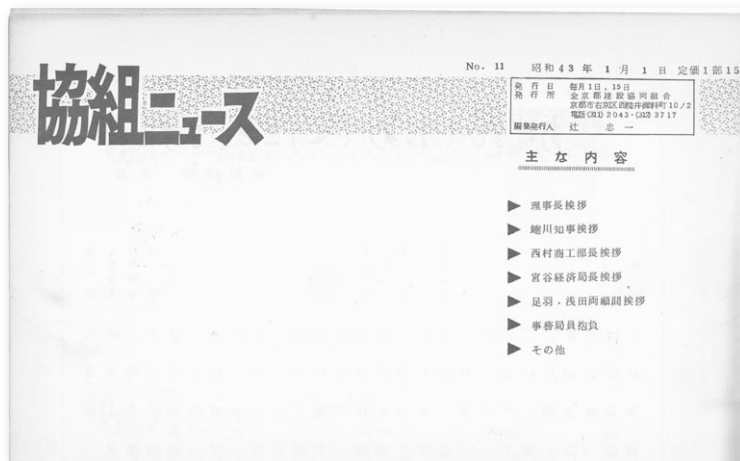 協組ニュース
No. 11 昭和43年1月1日 定価1部15
発行日 毎月1日，15日
発行所 全京都建設協同組合
京都市右京区西院井御料町10ノ2
電話(311)2043・(312)3717
編集発行人 辻忠一
主な内容
▶ 理事長挨拶
▶ 蜷川知事挨拶
▶ 西村商工部長挨拶
▶ 宮谷経済局長挨拶
▶ 足羽・浅田両顧問挨拶
▶ 事務局員抱負
▶ その他